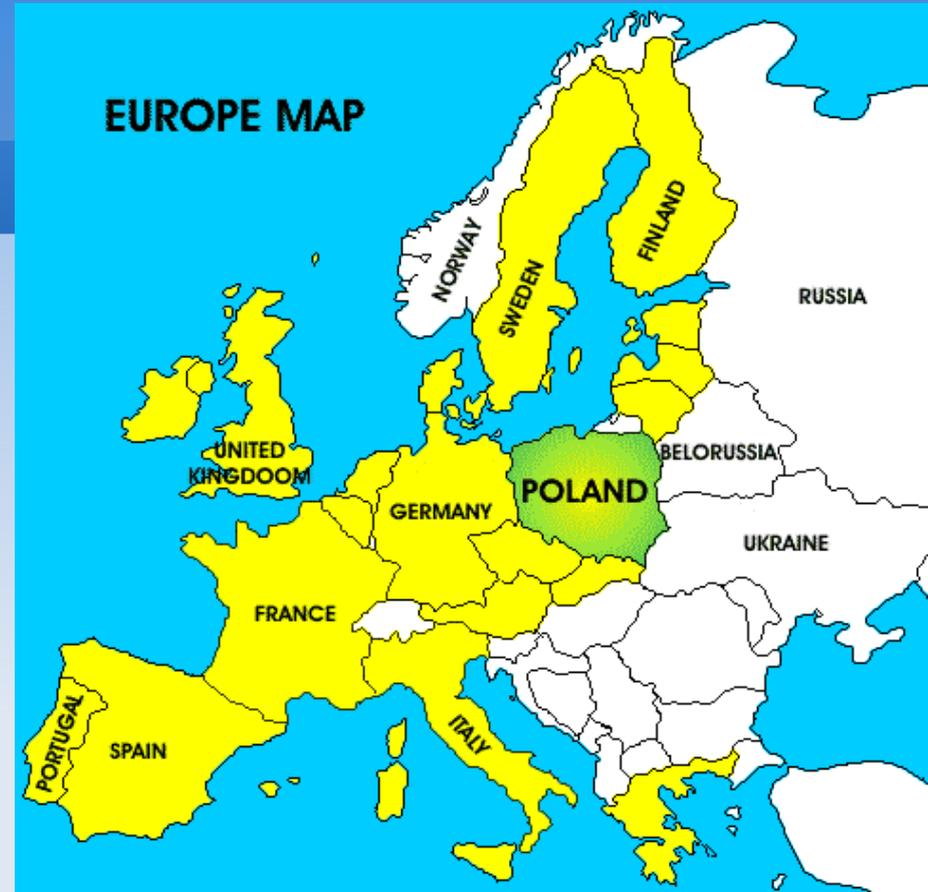 EUROPE MAP
NORWAY
SWEDEN
FINLAND
RUSSIA
UNITED
KINGDOOM
BELORUSSIA
POLAND
GERMANY
UKRAINE
FRANCE
PORTUGAL
SPAIN
ITALY